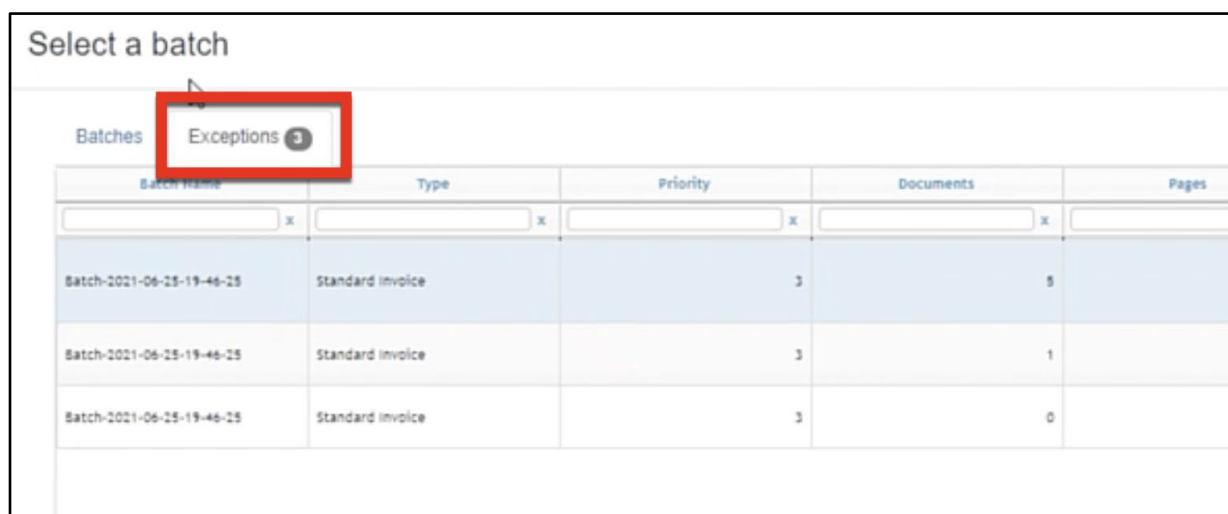 Select a batch
Batches Exceptions 3
Batch Name Type Priority Documents Pages
x x x x
Batch-2021-06-25-19-46-25 Standard Invoice 3 5
Batch-2021-06-25-19-46-25 Standard Invoice 3 1
Batch-2021-06-25-19-46-25 Standard Invoice 3 0